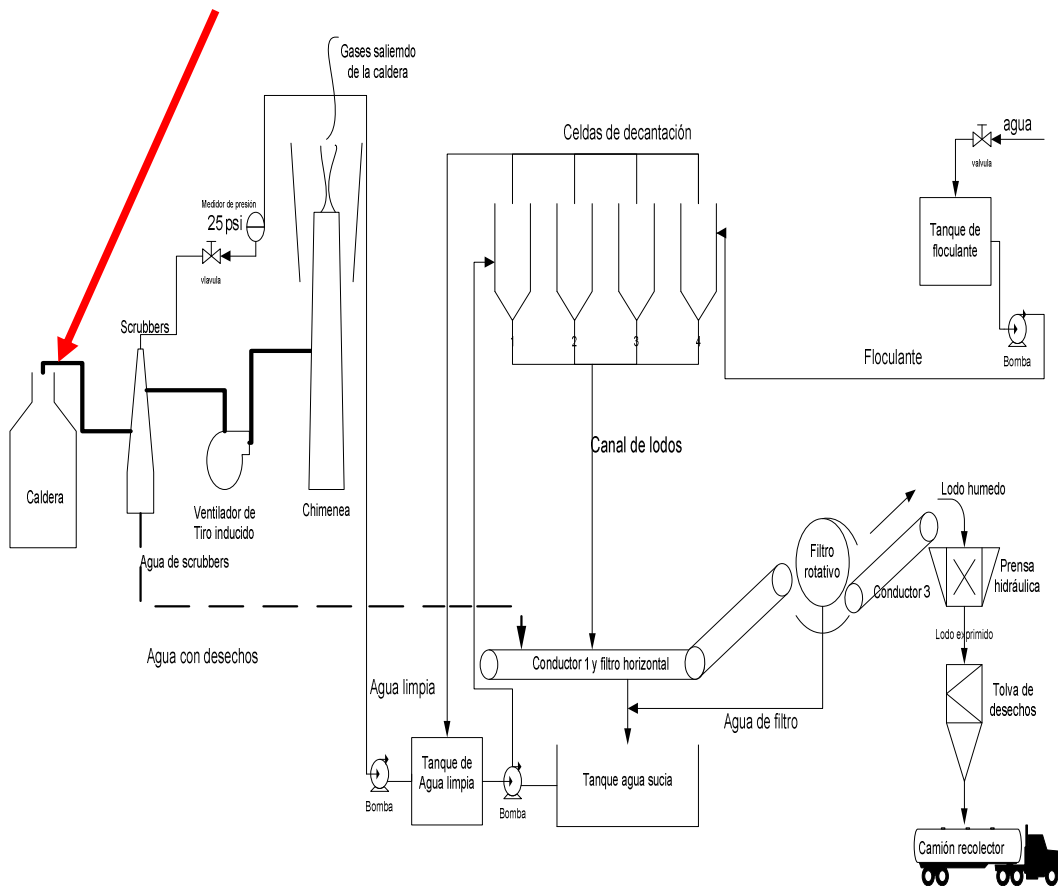 Gases saliemdo
de la caldera
Celdas de decantación
agua
valvula
Medidor de presión
25 psi
vlavula
Tanque de
floculante
Scrubbers
1
2
3
4
Floculante
Bomba
Canal de lodos
Caldera
Ventilador de
Tiro inducido
Chimenea
Lodo humedo
Filtro
rotativo
Prensa
hidráulica
Conductor 3
Agua de scrubbers
Lodo exprimido
Agua con desechos
Conductor 1 y filtro horizontal
Agua limpia
Agua de filtro
Tolva de
desechos
Tanque de
Agua limpia
Tanque agua sucia
Bomba
Bomba
Camión recolector